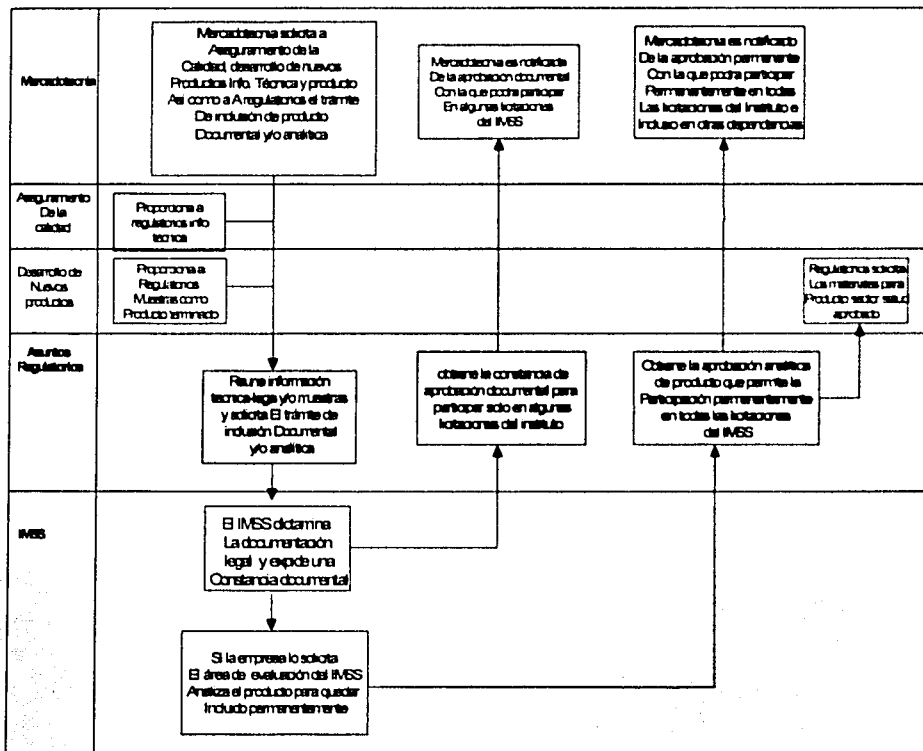 Mercadotecnia
Mercadotecnia solicita a
Aseguramiento de la
Calidad, desarrollo de nuevos
Productos Info. Técnica y producto
Así como a A regulatorios el trámite
De inclusión de producto
Documental y/o analítica
Mercadotecnia es notificado
De la aprobación documental
Con la que podra participar
En algunas licitaciones
del IMSS
Mercadotecnia es notificado
De la aprobación permanente
Con la que podra participar
Permanentemente en todas
Las licitaciones del Instituto e
Incluso en otras dependencias
Aseguramiento
De la
calidad
Proporciona a
regulatorios info
técnica
Desarrollo de
Nuevos
productos
Proporciona a
Regulatorios
Muestras como
Producto terminado
Regulatorios solicita
Los materiales para
Producto sector salud
aprobado
Asuntos
Regulatorios
Reune información
tecnica-legal y/o muestras
y solicita El trámite de
inclusión Documental
y/o analítica
obtiene la constancia de
aprobación documental para
participar solo en algunas
licitaciones del instituto
Obtiene la aprobación analítica
de producto que permite la
Participación permanentemente
en todas las licitaciones
del IMSS
IMSS
El IMSS dictamina
La documentación
legal y expide una
Constancia documental
Si la empresa lo solicita
El área de evaluación del IMSS
Analiza el producto para quedar
Incluido permanentemente